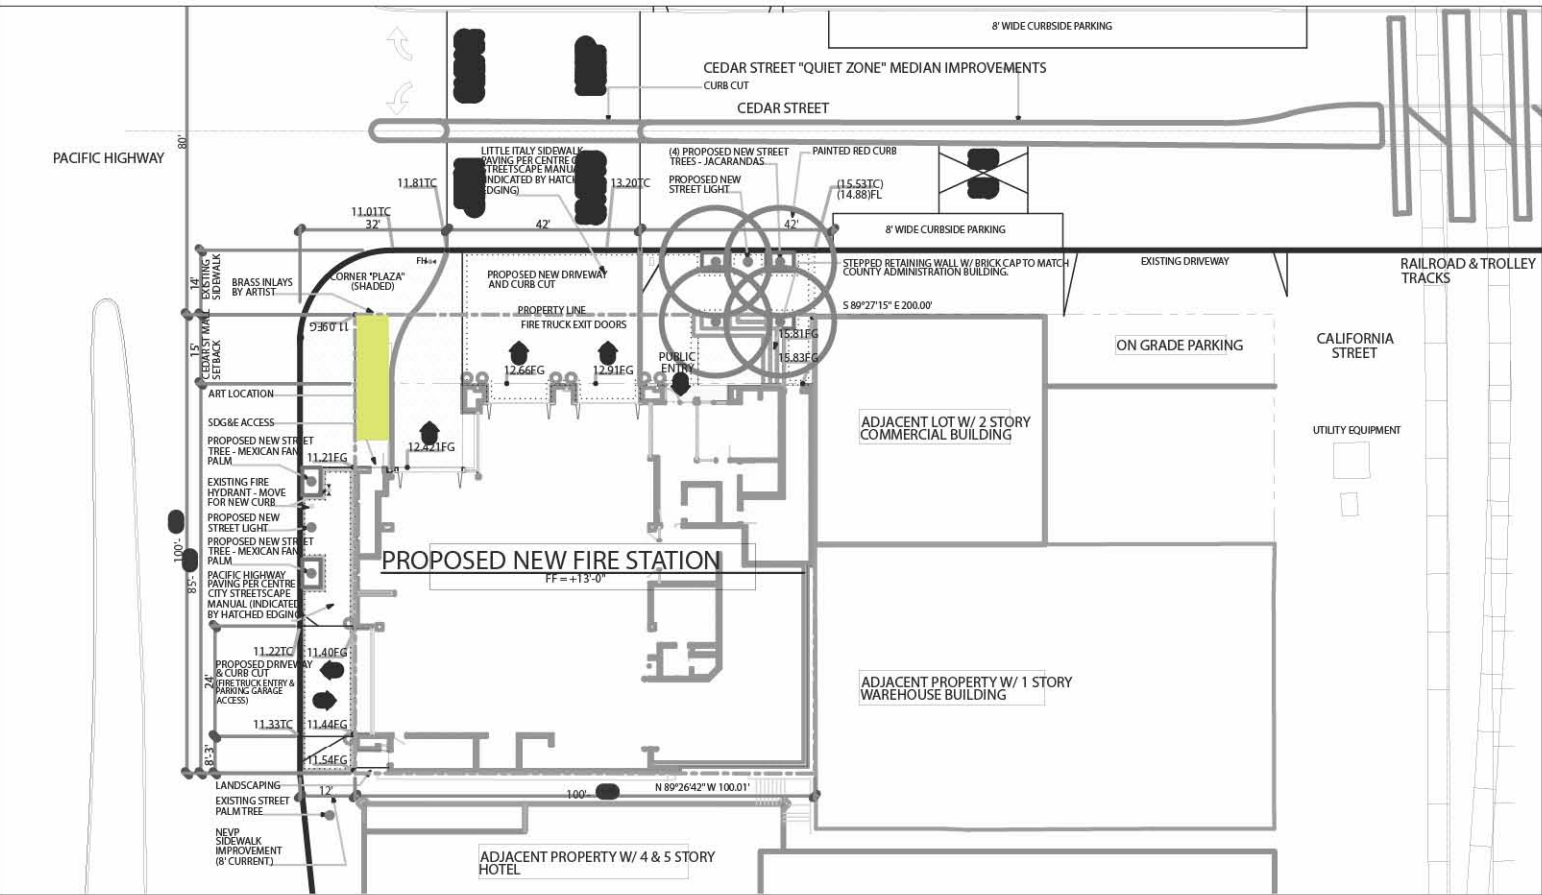 8' WIDE CURBSIDE PARKING
CEDAR STREET "QUIET ZONE" MEDIAN IMPROVEMENTS
CURB CUT
CEDAR STREET
PACIFIC HIGHWAY
80'
LITTLE ITALY SIDEWALK
PAVING PER CENTRE
STREETSCAPE
(INDICATED BY
EDGING)
(4) PROPOSED NEW STREET
TREES - JACARANDAS
PROPOSED NEW
STREET LIGHT
PAINTED RED CURB
11.81TC
13.20TC
(15.53TC)
(14.88)FL
11.01TC
32'
42'
42'
8' WIDE CURBSIDE PARKING
14'
EXISTING
SIDEWALK
BRASS INLAYS
BY ARTIST
CORNER "PLAZA"
(SHADED)
FH
PROPOSED NEW DRIVEWAY
AND CURB CUT
STEPPED RETAINING WALL W/ BRICK CAP TO MATCH
COUNTY ADMINISTRATION BUILDING.
EXISTING DRIVEWAY
RAILROAD & TROLLEY
TRACKS
S 89°27'15" E 200.00'
PROPERTY LINE
FIRE TRUCK EXIT DOORS
11.09FG
15'
CEDAR ST MALL
SETBACK
15.81FG
15.83FG
PUBLIC
ENTRY
12.66FG
12.91FG
ON GRADE PARKING
CALIFORNIA
STREET
ART LOCATION
SDG&E ACCESS
PROPOSED NEW STREET
TREE - MEXICAN FAN
PALM
11.21FG
12.421FG
ADJACENT LOT W/ 2 STORY
COMMERCIAL BUILDING
UTILITY EQUIPMENT
EXISTING FIRE
HYDRANT - MOVE
FOR NEW CURB
PROPOSED NEW
STREET LIGHT
PROPOSED NEW STREET
TREE - MEXICAN FAN
PALM
100'-
85'-
PROPOSED NEW FIRE STATION
FF = +13'-0"
PACIFIC HIGHWAY
PAVING PER CENTRE
CITY STREETSCAPE
MANUAL (INDICATED
BY HATCHED EDGING)
11.22TC
11.40FG
PROPOSED DRIVEWAY
& CURB CUT
(FIRE TRUCK ENTRY &
PARKING GARAGE
ACCESS)
24'
11.33TC
11.44FG
8'-3'
11.54FG
ADJACENT PROPERTY W/ 1 STORY
WAREHOUSE BUILDING
LANDSCAPING
12'
100'-
N 89°26'42" W 100.01'
EXISTING STREET
PALM TREE
NEVP
SIDEWALK
IMPROVEMENT
(8' CURRENT)
ADJACENT PROPERTY W/ 4 & 5 STORY
HOTEL